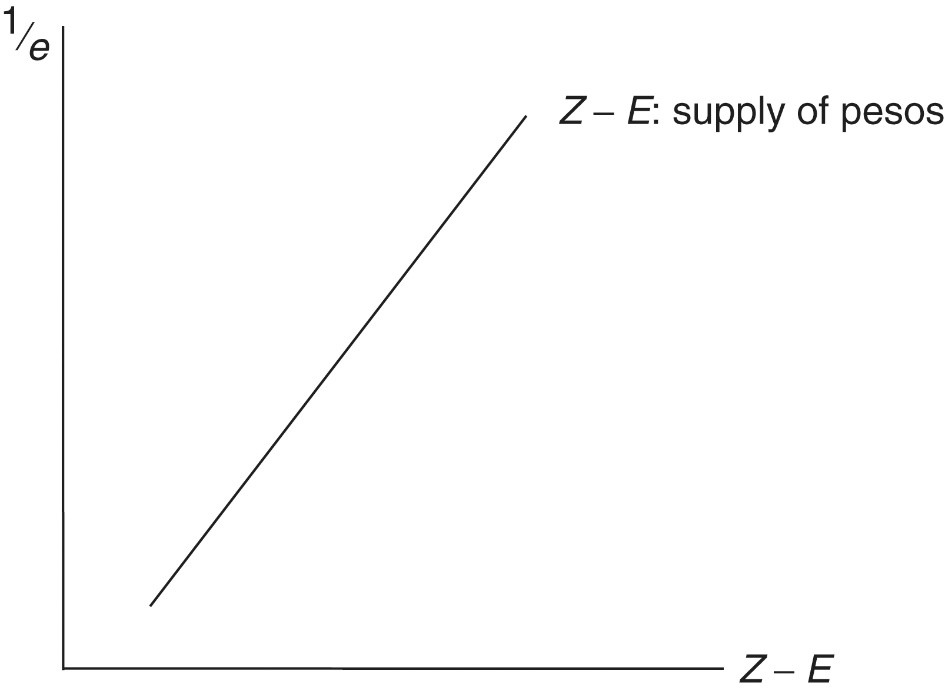 1/e
Z – E: supply of pesos
Z – E